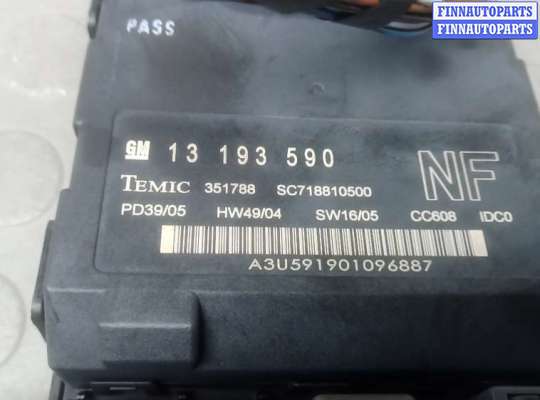 FINNAUTOPARTS
FINNAUTOPARTS
FINNAUTOPARTS
PASS
GM 13 193 590 NF
TEMIC 351788 SC718810500
PD39/05 HW49/04 SW16/05 CC608 IDC0
A3U591901096887